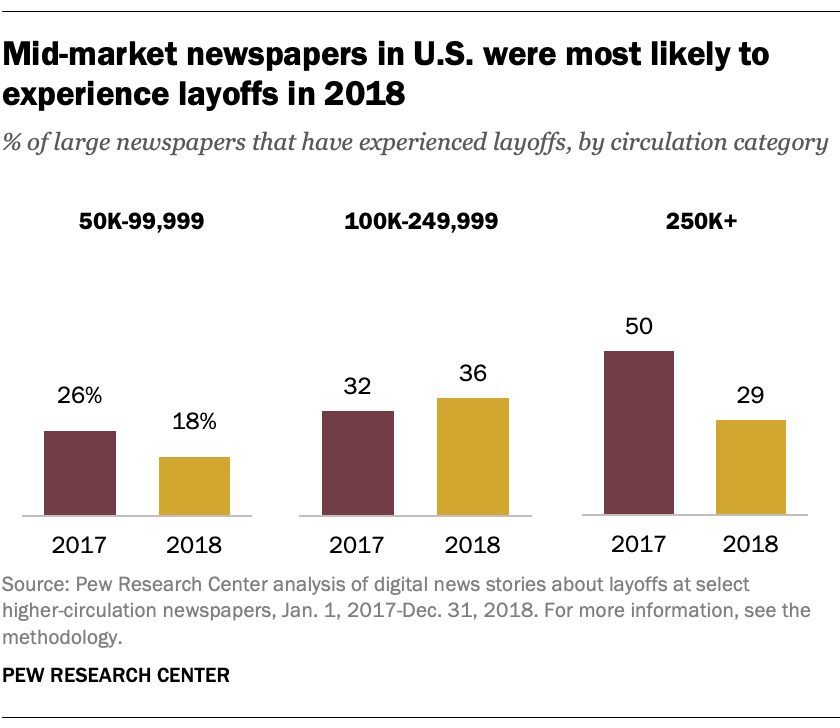 Mid-market newspapers in U.S. were most likely to
experience layoffs in 2018
% of large newspapers that have experienced layoffs, by circulation category
50K-99,999
100K-249,999
250K+
26%
18%
32
36
50
29
2017
2018
2017
2018
2017
2018
Source: Pew Research Center analysis of digital news stories about layoffs at select
higher-circulation newspapers, Jan. 1, 2017-Dec. 31, 2018. For more information, see the
methodology.
PEW RESEARCH CENTER